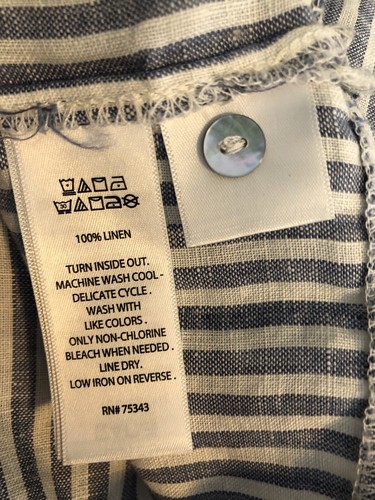 100% LINEN
TURN INSIDE OUT.
MACHINE WASH COOL -
DELICATE CYCLE .
WASH WITH
LIKE COLORS .
ONLY NON-CHLORINE
BLEACH WHEN NEEDED .
LINE DRY.
LOW IRON ON REVERSE .
RN# 75343